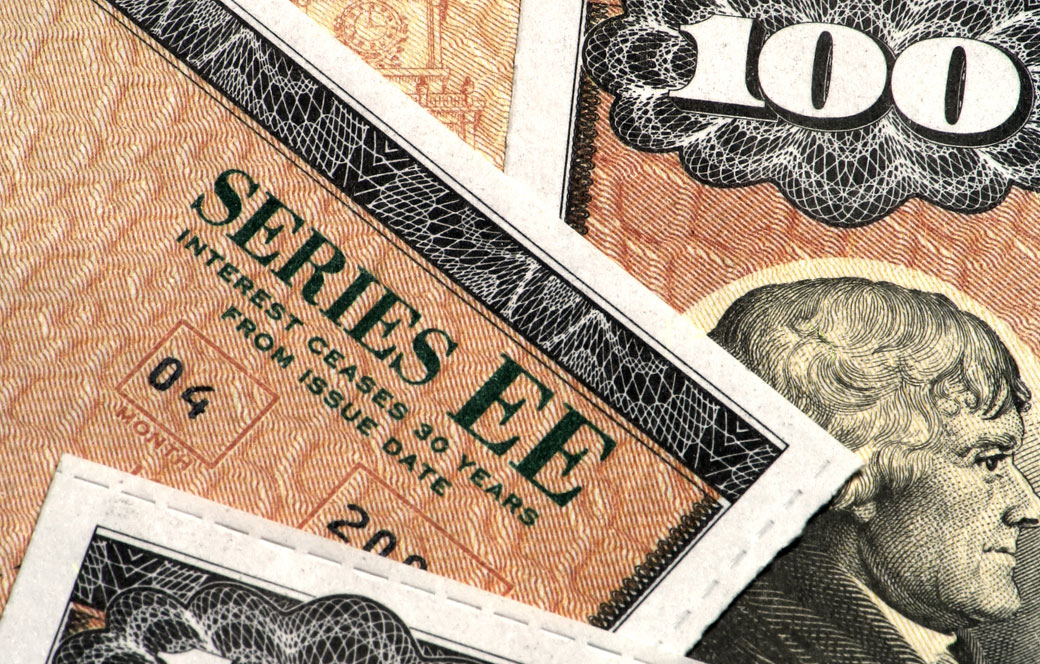 100
SERIES EE
INTEREST CEASES 30 YEARS
FROM ISSUE DATE
04
MONTH